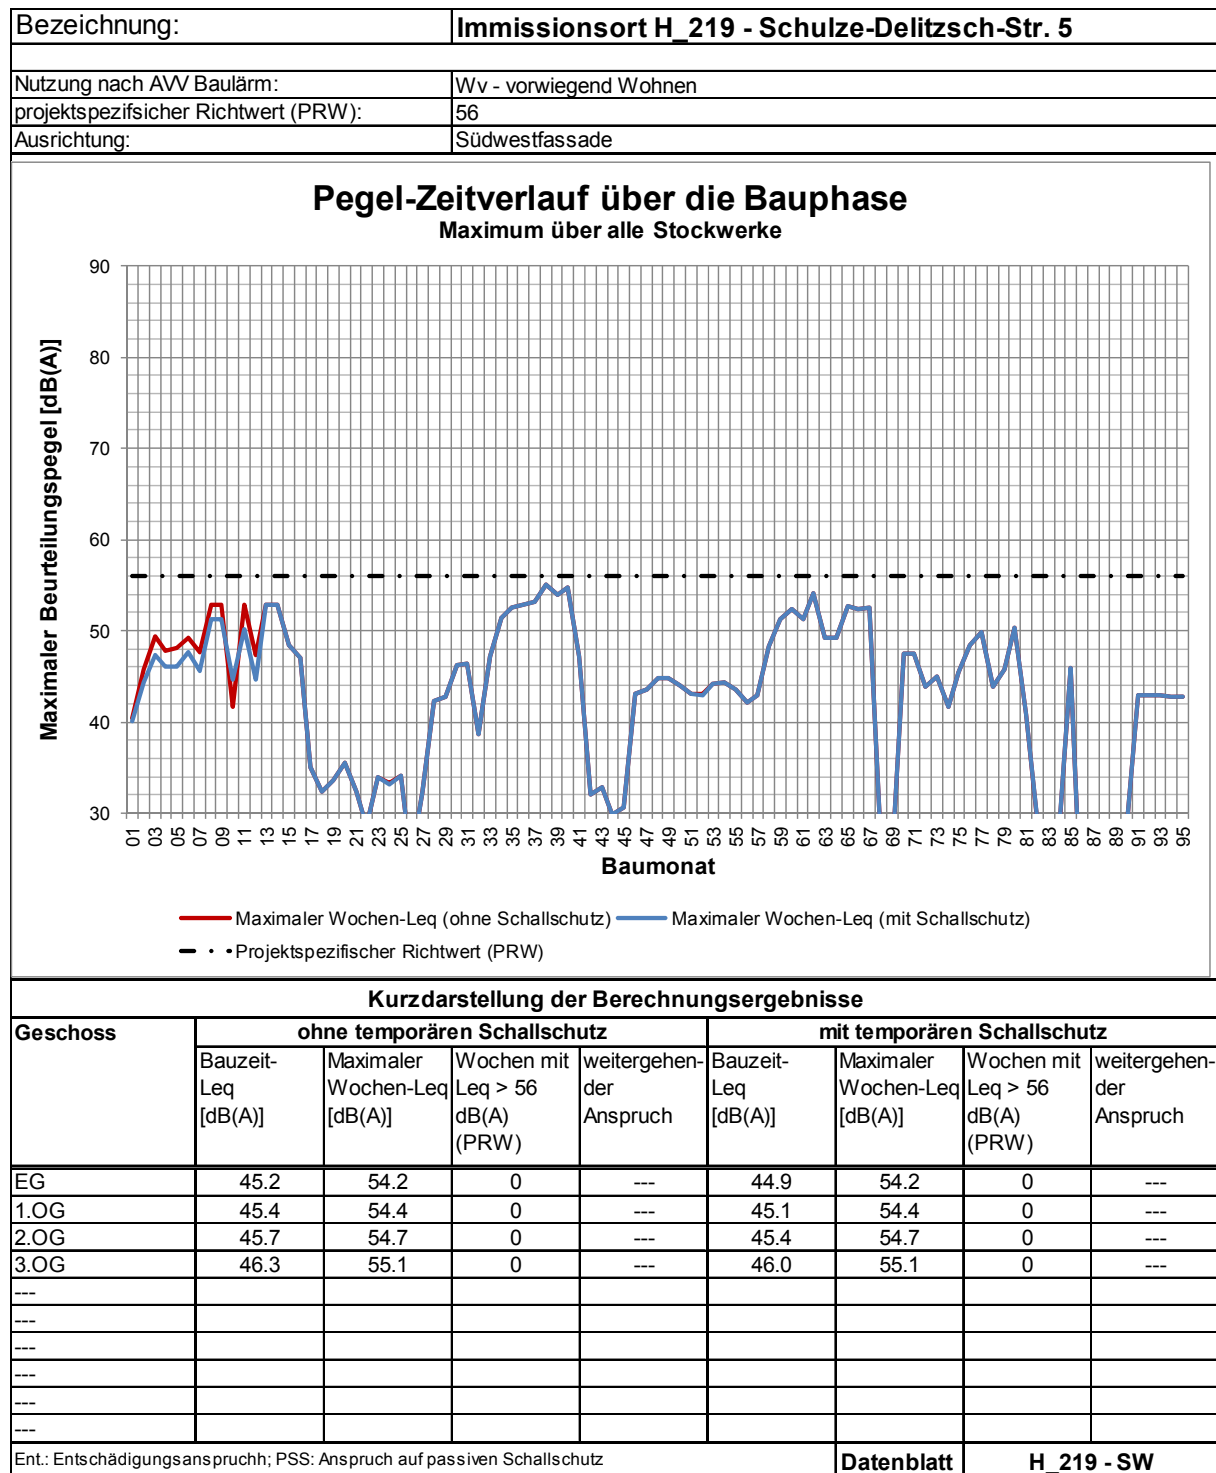 Bezeichnung: Immissionsort H_219 - Schulze-Delitzsch-Str. 5
Nutzung nach AVV Baulärm: Wv - vorwiegend Wohnen
projektspezifsicher Richtwert (PRW): 56
Ausrichtung: Südwestfassade
Pegel-Zeitverlauf über die Bauphase
Maximum über alle Stockwerke
Maximaler Beurteilungspegel [dB(A)]
90
80
70
60
50
40
30
01 03 05 07 09 11 13 15 17 19 21 23 25 27 29 31 33 35 37 39 41 43 45 47 49 51 53 55 57 59 61 63 65 67 69 71 73 75 77 79 81 83 85 87 89 91 93 95
Baumonat
Maximaler Wochen-Leq (ohne Schallschutz) Maximaler Wochen-Leq (mit Schallschutz)
Projektspezifischer Richtwert (PRW)
Kurzdarstellung der Berechnungsergebnisse
Geschoss ohne temporären Schallschutz mit temporären Schallschutz
Bauzeit- Maximaler Wochen mit weitergehen- Bauzeit- Maximaler Wochen mit weitergehen-
Leq Wochen-Leq Leq > 56 der Leq Wochen-Leq Leq > 56 der
[dB(A)] [dB(A)] dB(A) Anspruch [dB(A)] [dB(A)] dB(A) Anspruch
(PRW) (PRW)
EG 45.2 54.2 0 --- 44.9 54.2 0 ---
1.OG 45.4 54.4 0 --- 45.1 54.4 0 ---
2.OG 45.7 54.7 0 --- 45.4 54.7 0 ---
3.OG 46.3 55.1 0 --- 46.0 55.1 0 ---
---
---
---
---
---
---
Ent.: Entschädigungsanspruchh; PSS: Anspruch auf passiven Schallschutz Datenblatt H_219 - SW